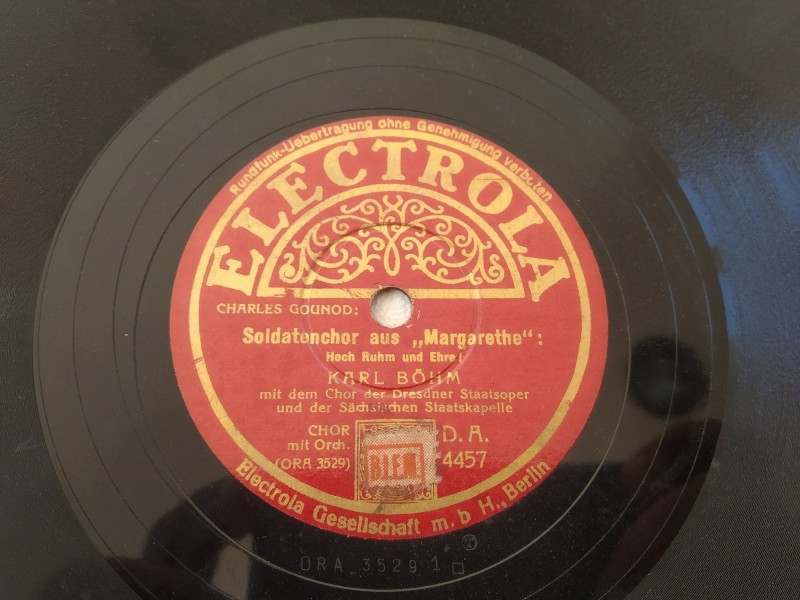 Rundfunk-Uebertragung ohne Genehmigung verboten
ELECTROLA
CHARLES GOUNOD:
Soldatenchor aus „Margarethe":
Hoch Ruhm und Ehre!
KARL BÖHM
mit dem Chor der Dresdner Staatsoper
und der Sächsischen Staatskapelle
CHOR
mit Orch.
(ORA 3529)
BIEM
D. A.
4457
Electrola Gesellschaft m. b H., Berlin
ORA 3529 1